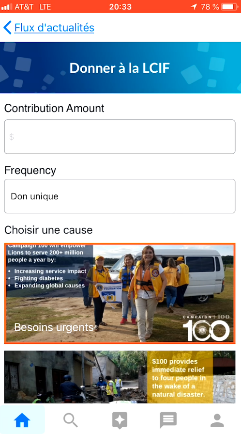 AT&T LTE 20:33 78 %
Flux d'actualités
Donner à la LCIF
Contribution Amount
$
Frequency
Don unique
Choisir une cause
Campaign 100 will empower
Lions to serve 200+ million
people a year by:
• Increasing service impact
• Fighting diabetes
• Expanding global causes
Besoins urgents
CAMPAIGN
100
$100 provides
immediate relief
to four people in
the wake of a
natural disaster.